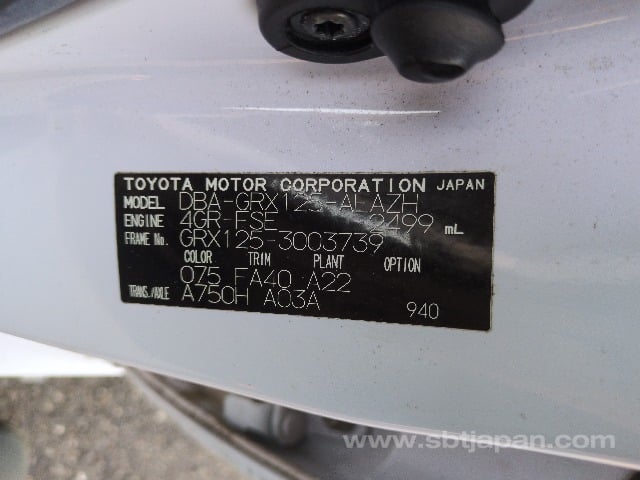 TOYOTA MOTOR CORPORATION JAPAN
MODEL DBA-GRX125-ALAZH
ENGINE 4GR-FSE 2499 mL
FRAME No. GRX125-3003739
COLOR TRIM PLANT OPTION
075 FA40 A22
TRANS./AXLE A750H A03A 940
www.sbtjapan.com